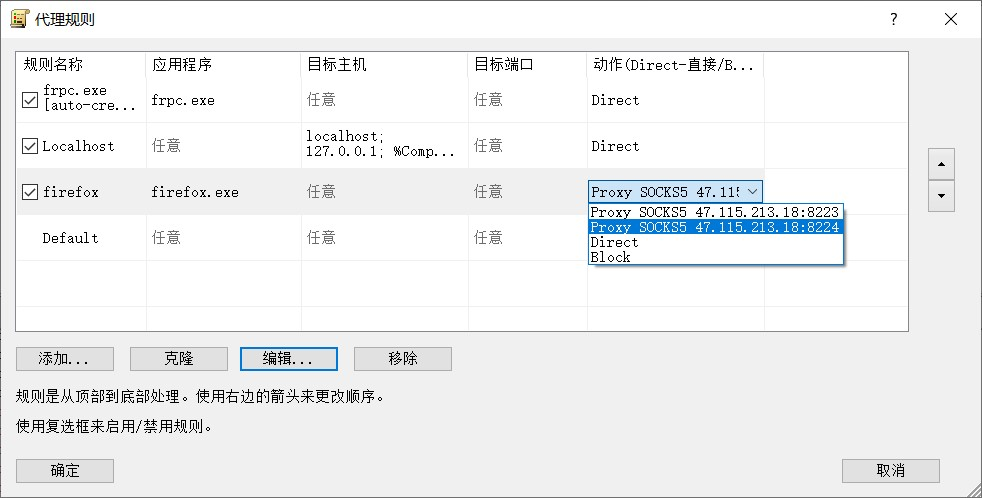 代理规则
?
规则名称 应用程序 目标主机 目标端口 动作(Direct-直接/B...
frpc.exe
[auto-cre... frpc.exe 任意 任意 Direct
Localhost 任意 localhost;
127.0.0.1; %Comp... 任意 Direct
firefox firefox.exe 任意 任意 Proxy SOCKS5 47.115
Proxy SOCKS5 47.115.213.18:8223
Proxy SOCKS5 47.115.213.18:8224
Direct
Block
Default 任意 任意 任意
添加... 克隆 编辑... 移除
规则是从顶部到底部处理。使用右边的箭头来更改顺序。
使用复选框来启用/禁用规则。
确定 取消